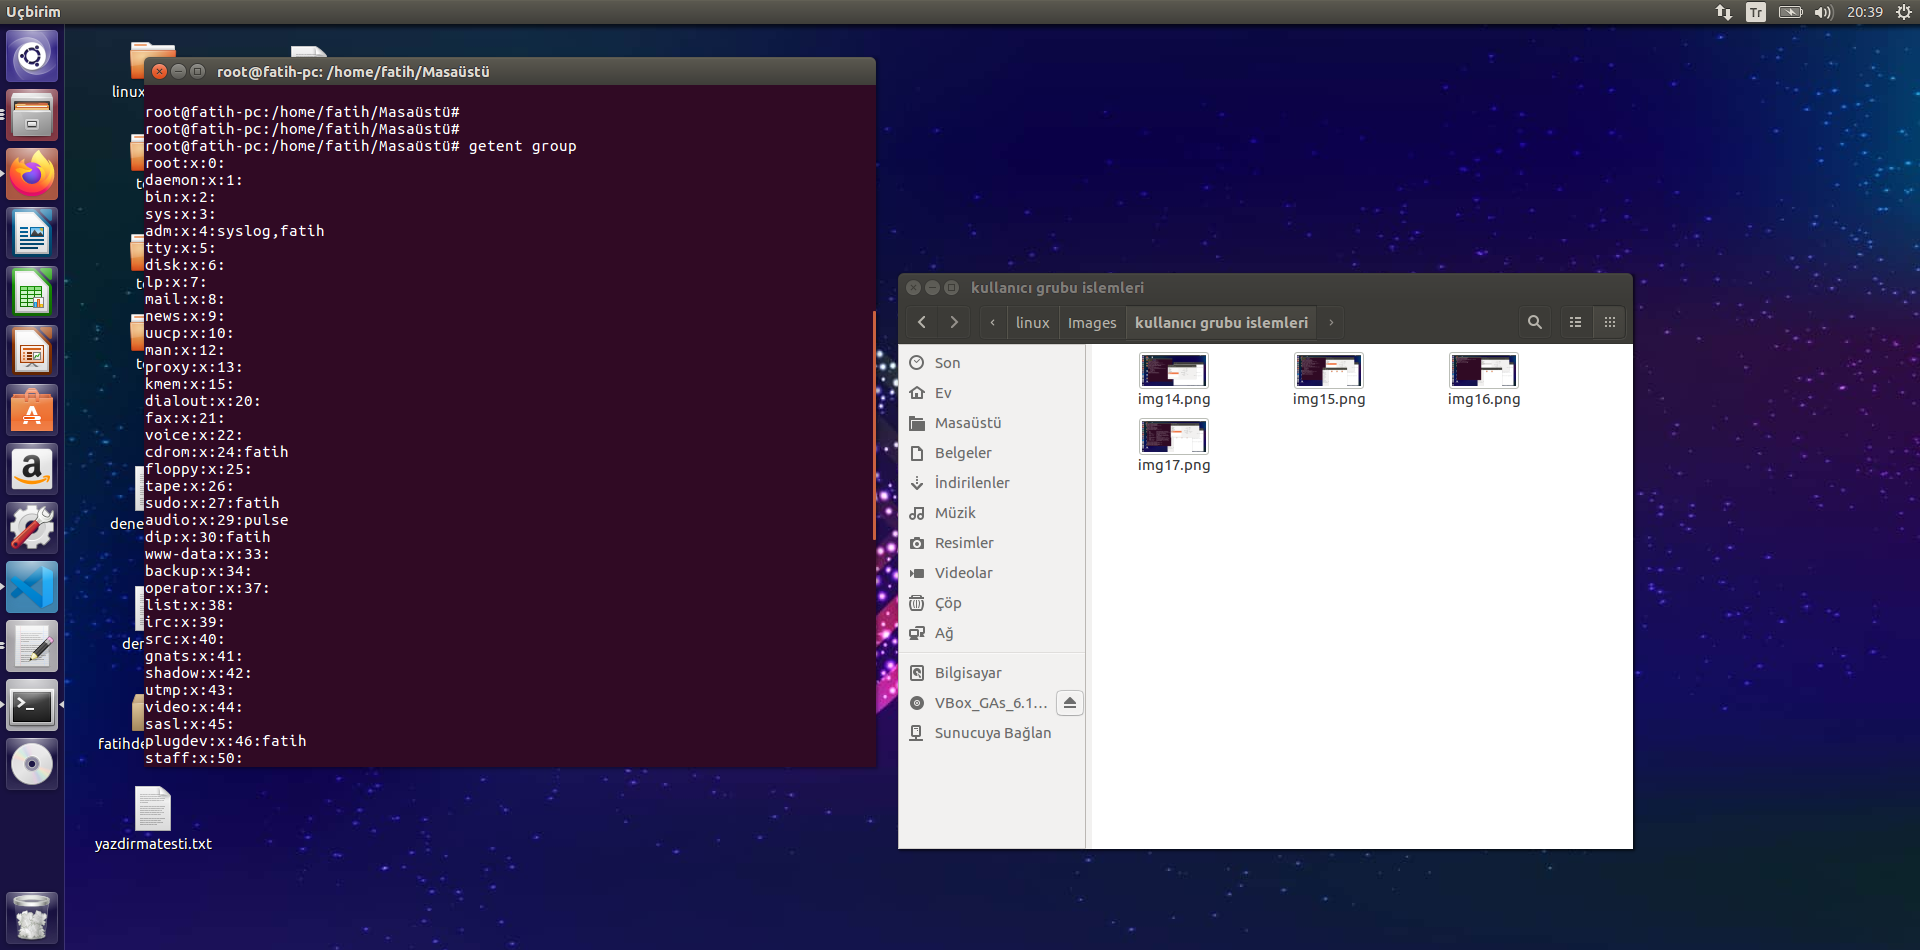 Uçbirim
Tr
20:39
linux
root@fatih-pc: /home/fatih/Masaüstü
root@fatih-pc:/home/fatih/Masaüstü#
root@fatih-pc:/home/fatih/Masaüstü#
root@fatih-pc:/home/fatih/Masaüstü# getent group
root:x:0:
daemon:x:1:
bin:x:2:
sys:x:3:
adm:x:4:syslog,fatih
tty:x:5:
disk:x:6:
lp:x:7:
mail:x:8:
news:x:9:
uucp:x:10:
man:x:12:
proxy:x:13:
kmem:x:15:
dialout:x:20:
fax:x:21:
voice:x:22:
cdrom:x:24:fatih
floppy:x:25:
tape:x:26:
sudo:x:27:fatih
audio:x:29:pulse
dip:x:30:fatih
www-data:x:33:
backup:x:34:
operator:x:37:
list:x:38:
irc:x:39:
src:x:40:
gnats:x:41:
shadow:x:42:
utmp:x:43:
video:x:44:
sasl:x:45:
plugdev:x:46:fatih
staff:x:50:
yazdirmatesti.txt
kullanıcı grubu islemleri
linux
Images
kullanıcı grubu islemleri
Son
Ev
Masaüstü
Belgeler
İndirilenler
Müzik
Resimler
Videolar
Çöp
Ağ
Bilgisayar
VBox_GAs_6.1...
Sunucuya Bağlan
img14.png
img15.png
img16.png
img17.png